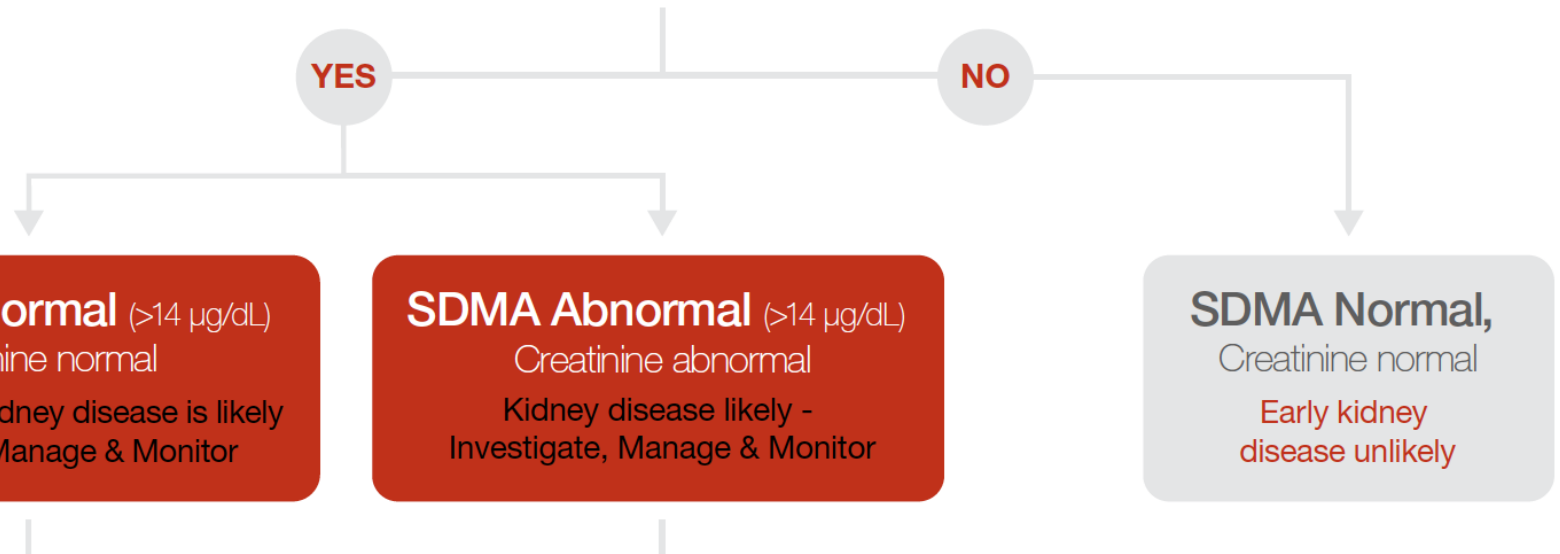 YES
NO
ormal (>14 µg/dL)
ine normal
dney disease is likely
Manage & Monitor
SDMA Abnormal (>14 µg/dL)
Creatinine abnormal
Kidney disease likely -
Investigate, Manage & Monitor
SDMA Normal,
Creatinine normal
Early kidney
disease unlikely